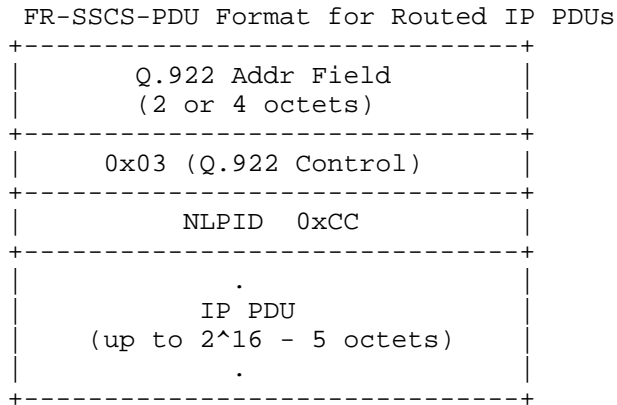 FR-SSCS-PDU Format for Routed IP PDUs
+-------------------------------+
| Q.922 Addr Field |
| (2 or 4 octets) |
+-------------------------------+
| 0x03 (Q.922 Control) |
+-------------------------------+
| NLPID 0xCC |
+-------------------------------+
| . |
| IP PDU |
| (up to 2^16 - 5 octets) |
| . |
+-------------------------------+